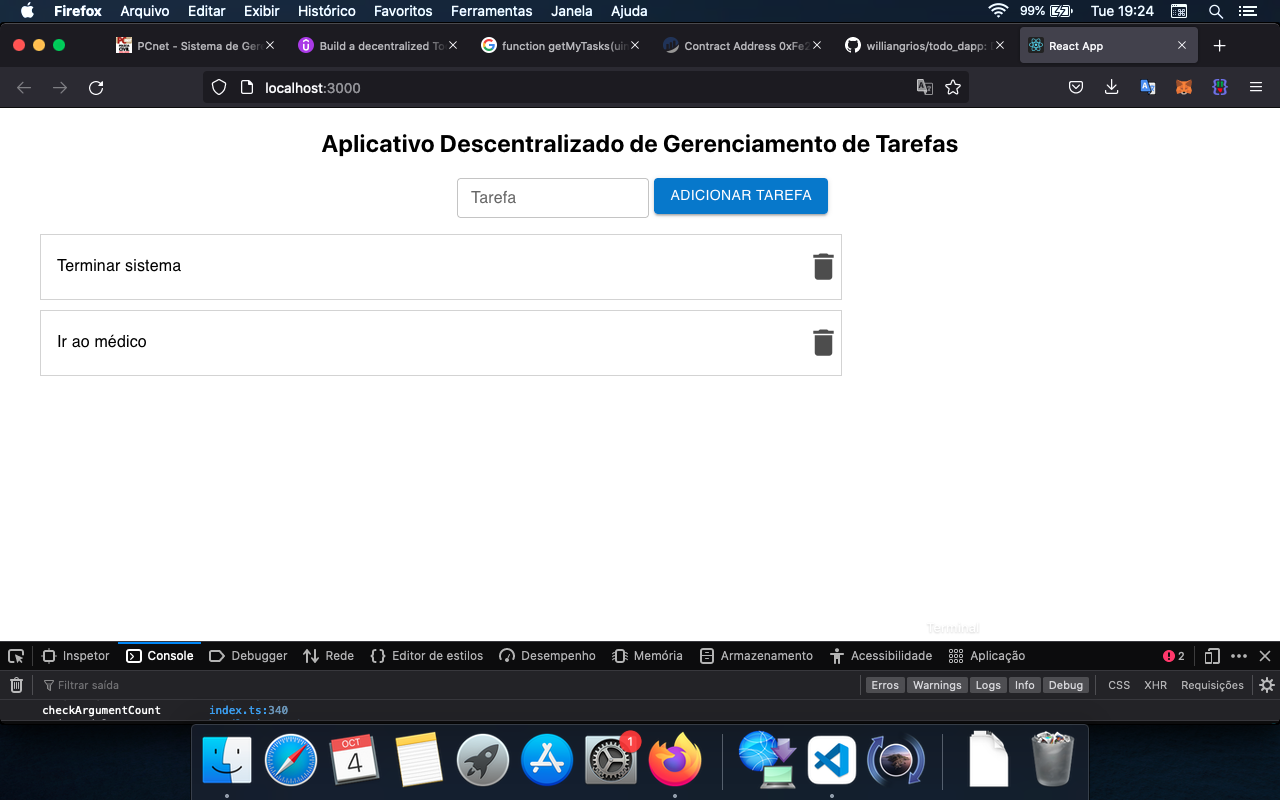 Firefox Arquivo Editar Exibir Histórico Favoritos Ferramentas Janela Ajuda 99% Tue 19:24
PCnet - Sistema de Ger Build a decentralized To function getMyTasks(uin Contract Address 0xFe2 williangrios/todo_dapp: React App
localhost:3000
Aplicativo Descentralizado de Gerenciamento de Tarefas
Tarefa ADICIONAR TAREFA
Terminar sistema
Ir ao médico
Terminal
Inspetor Console Debugger Rede Editor de estilos Desempenho Memória Armazenamento Acessibilidade Aplicação 2
Filtrar saída Erros Warnings Logs Info Debug CSS XHR Requisições
checkArgumentCount index.ts:340
OCT
4
1